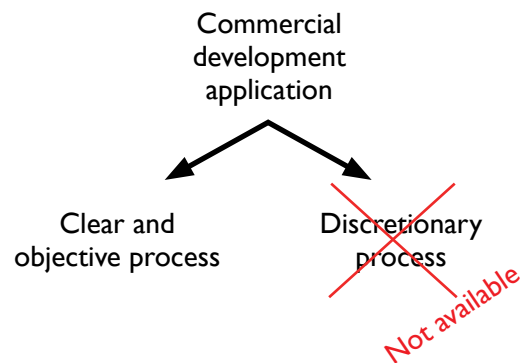 Commercial
development
application
Clear and
objective process
Discretionary
process
Not available